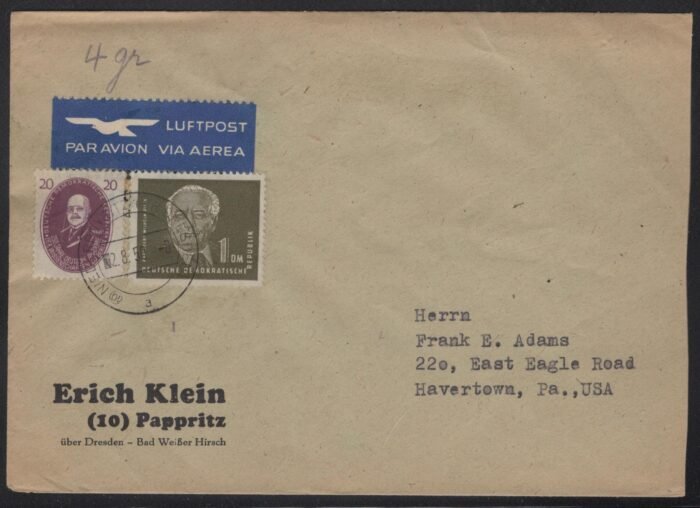 4 gr
LUFTPOST
PAR AVION VIA AEREA
20 20
1 DM
DEUTSCHE DEMOKRATISCHE
REPUBLIK
a
Herrn
Frank E. Adams
220, East Eagle Road
Havertown, Pa.,USA
Erich Klein
(10) Pappritz
über Dresden – Bad Weißer Hirsch